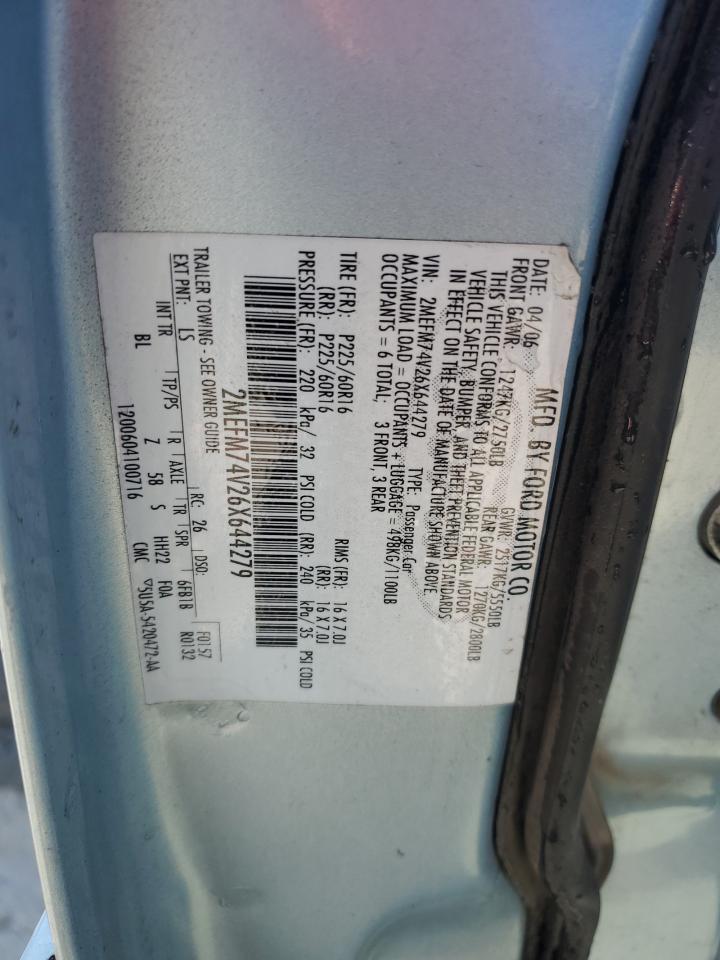 MFD. BY FORD MOTOR CO.
DATE: 04/06 GVWR: 2517KG/5550LB
FRONT GAWR: 1247KG/2750LB REAR GAWR: 1270KG/2800LB
THIS VEHICLE CONFORMS TO ALL APPLICABLE FEDERAL MOTOR
VEHICLE SAFETY, BUMPER, AND THEFT PREVENTION STANDARDS
IN EFFECT ON THE DATE OF MANUFACTURE SHOWN ABOVE.
VIN: 2MEFM74V26X644279 TYPE: Passenger Car
MAXIMUM LOAD = OCCUPANTS + LUGGAGE = 498KG/1100LB
OCCUPANTS = 6 TOTAL; 3 FRONT, 3 REAR
TIRE (FR): P225/60R16 RIMS (FR): 16 X 7.0J
(RR): P225/60R16 (RR): 16 X 7.0J
PRESSURE (FR): 220 kPa/ 32 PSI COLD (RR): 240 kPa/ 35 PSI COLD
2MEFM74V26X644279
TRAILER TOWING - SEE OWNER GUIDE
RC: 26 DSO: F0157
EXT PNT: LS 6FB1B R0132
INT TR TP/PS R AXLE TR SPR
BL Z 58 S HH22 FOA
1200604100716 CMC ▽5U5A-5420472-AA